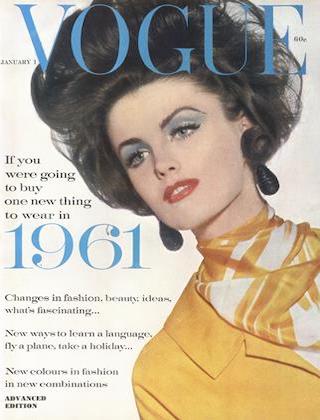 VOGUE
JANUARY 1
60c.
If you
were going
to buy
one new thing
to wear in
1961
Changes in fashion, beauty, ideas,
what's fascinating...
New ways to learn a language,
fly a plane, take a holiday...
New colours in fashion
in new combinations
ADVANCED
EDITION